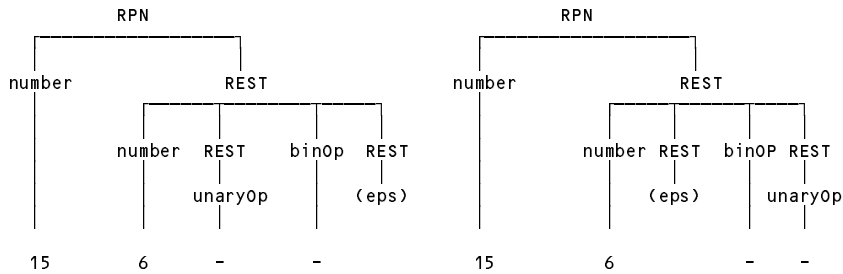 RPN RPN
number REST number REST
number REST binOp REST number REST binOP REST
unaryOp (eps) (eps) unaryOp
15 6 - - 15 6 - -